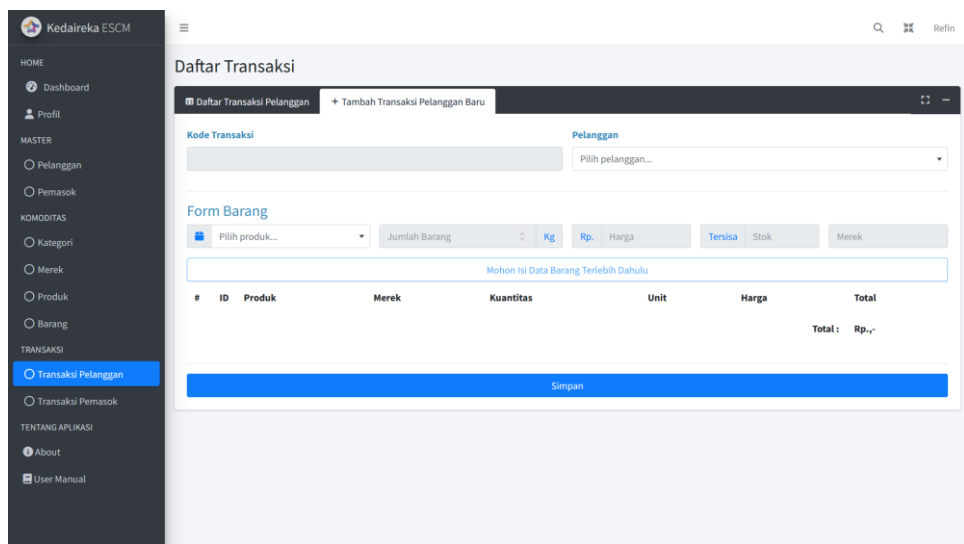 Kedaireka ESCM
Refin
HOME
Dashboard
Profil
MASTER
Pelanggan
Pemasok
KOMODITAS
Kategori
Merek
Produk
Barang
TRANSAKSI
Transaksi Pelanggan
Transaksi Pemasok
TENTANG APLIKASI
About
User Manual
Daftar Transaksi
Daftar Transaksi Pelanggan + Tambah Transaksi Pelanggan Baru
Kode Transaksi Pelanggan
Pilih pelanggan...
Form Barang
Pilih produk... Jumlah Barang Kg Rp. Harga Tersisa Stok Merek
Mohon Isi Data Barang Terlebih Dahulu
# ID Produk Merek Kuantitas Unit Harga Total
Total : Rp.,-
Simpan